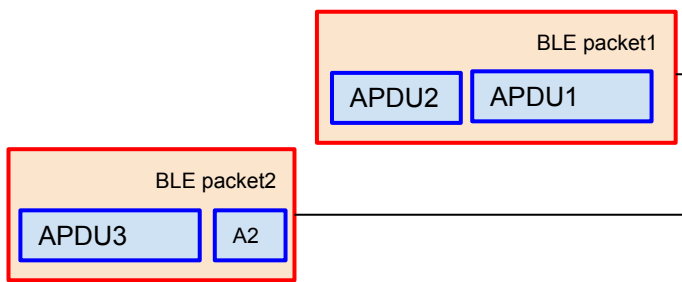 BLE packet1
APDU2
APDU1
BLE packet2
APDU3
A2